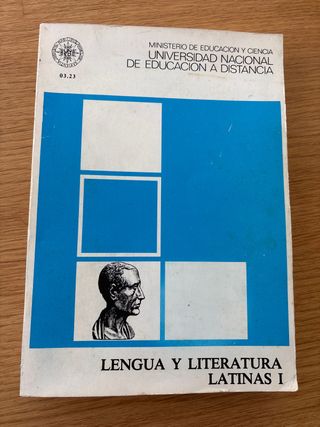 MINISTERIO DE EDUCACION Y CIENCIA
UNIVERSIDAD NACIONAL
DE EDUCACION A DISTANCIA
03.23
LENGUA Y LITERATURA
LATINAS I